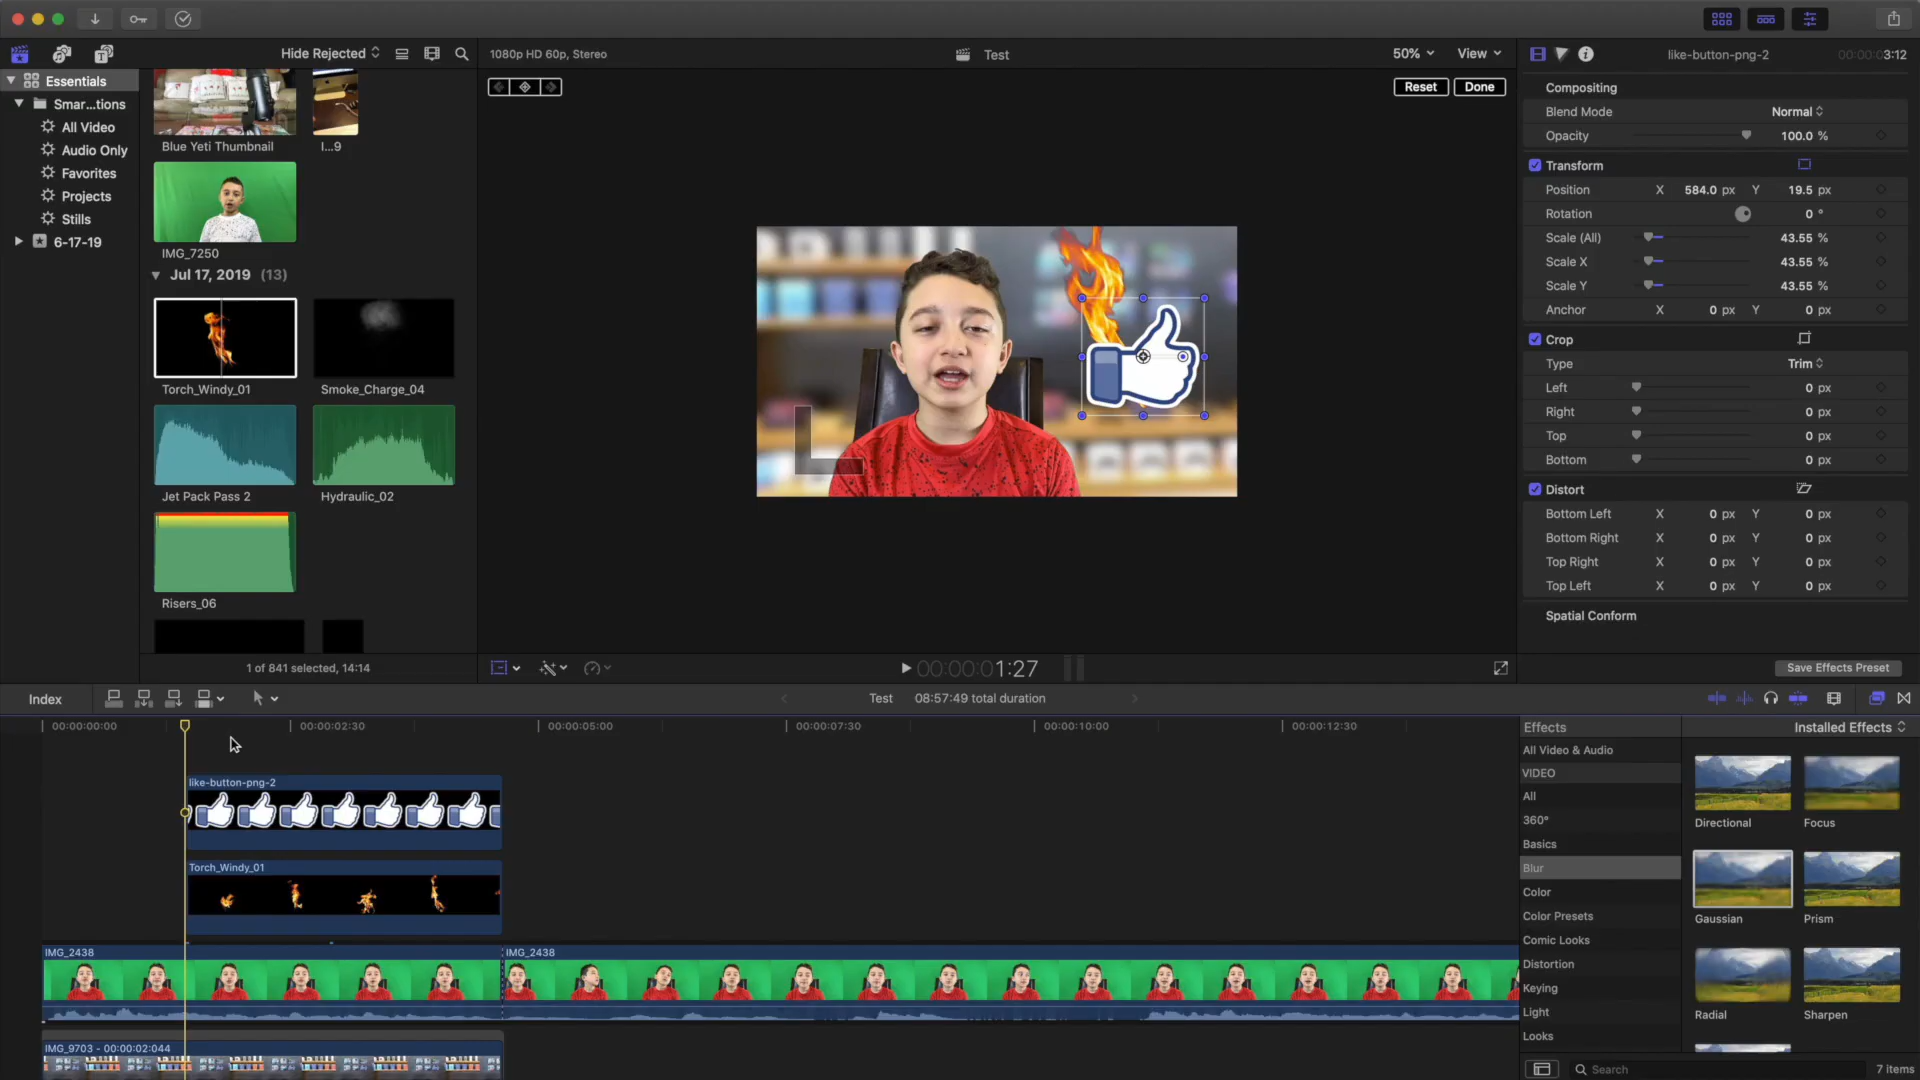 Hide Rejected
1080p HD 60p, Stereo
Test
50%
View
like-button-png-2
00:00:03:12
Essentials
Smar...tions
All Video
Audio Only
Favorites
Projects
Stills
6-17-19
Blue Yeti Thumbnail
I...9
IMG_7250
Jul 17, 2019 (13)
Torch_Windy_01
Smoke_Charge_04
Jet Pack Pass 2
Hydraulic_02
Risers_06
1 of 841 selected, 14:14
Reset
Done
00:00:01:27
Compositing
Blend Mode Normal
Opacity 100.0 %
Transform
Position X 584.0 px Y 19.5 px
Rotation 0 °
Scale (All) 43.55 %
Scale X 43.55 %
Scale Y 43.55 %
Anchor X 0 px Y 0 px
Crop
Type Trim
Left 0 px
Right 0 px
Top 0 px
Bottom 0 px
Distort
Bottom Left X 0 px Y 0 px
Bottom Right X 0 px Y 0 px
Top Right X 0 px Y 0 px
Top Left X 0 px Y 0 px
Spatial Conform
Save Effects Preset
Index
Test
08:57:49 total duration
00:00:00:00
00:00:02:30
00:00:05:00
00:00:07:30
00:00:10:00
00:00:12:30
like-button-png-2
Torch_Windy_01
IMG_2438
IMG_2438
IMG_9703 - 00:00:02:044
Effects
Installed Effects
All Video & Audio
VIDEO
All
360°
Basics
Blur
Color
Color Presets
Comic Looks
Distortion
Keying
Light
Looks
Directional
Focus
Gaussian
Prism
Radial
Sharpen
Search
7 items